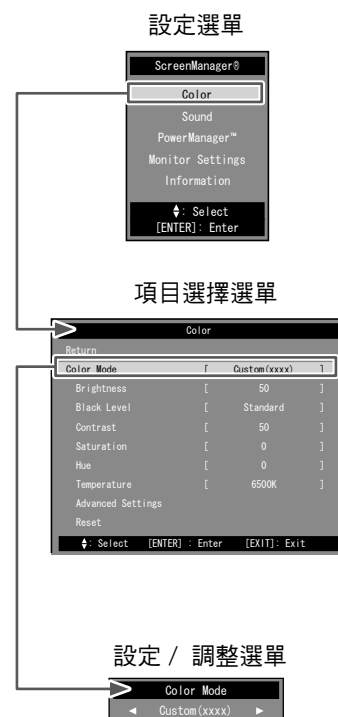 設定選單
ScreenManager®
Color
Sound
PowerManager™
Monitor Settings
Information
♦: Select
[ENTER]: Enter
項目選擇選單
Color
Return
Color Mode [ Custom(xxxx) ]
Brightness [ 50 ]
Black Level [ Standard ]
Contrast [ 50 ]
Saturation [ 0 ]
Hue [ 0 ]
Temperature [ 6500K ]
Advanced Settings
Reset
♦: Select [ENTER] : Enter [EXIT]: Exit
設定 / 調整選單
Color Mode
◄ Custom(xxxx) ►